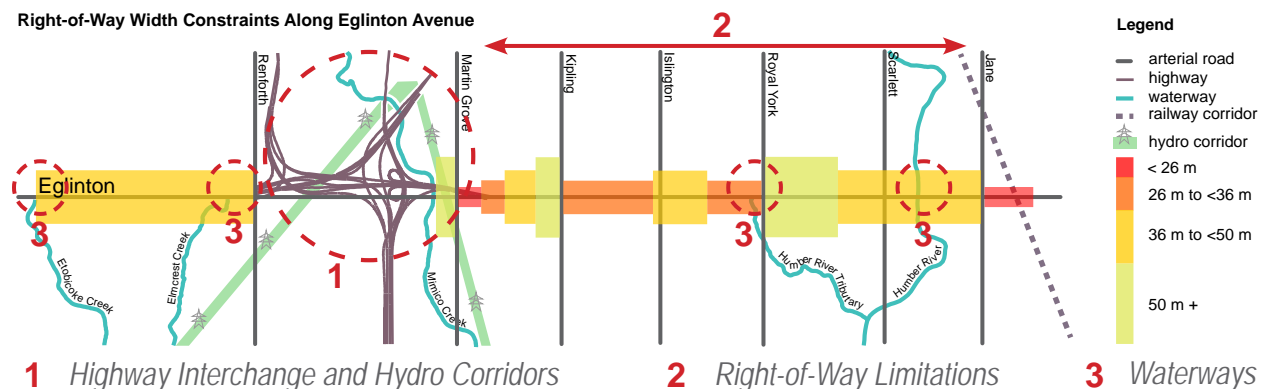 Right-of-Way Width Constraints Along Eglinton Avenue
2
Legend
arterial road
highway
waterway
railway corridor
hydro corridor
< 26 m
26 m to <36 m
36 m to <50 m
50 m +
Renforth
Martin Grove
Kipling
Islington
Royal York
Scarlett
Jane
Eglinton
3
3
1
3
3
Etobicoke Creek
Elmcrest Creek
Mimico Creek
Humber River Triburary
Humber River
1 Highway Interchange and Hydro Corridors
2 Right-of-Way Limitations
3 Waterways